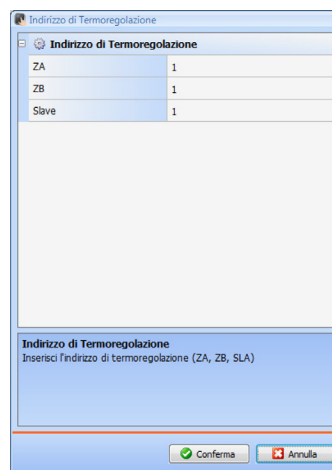 Indirizzo di Termoregolazione
Indirizzo di Termoregolazione
ZA 1
ZB 1
Slave 1
Indirizzo di Termoregolazione
Inserisci l'indirizzo di termoregolazione (ZA, ZB, SLA)
Conferma Annulla